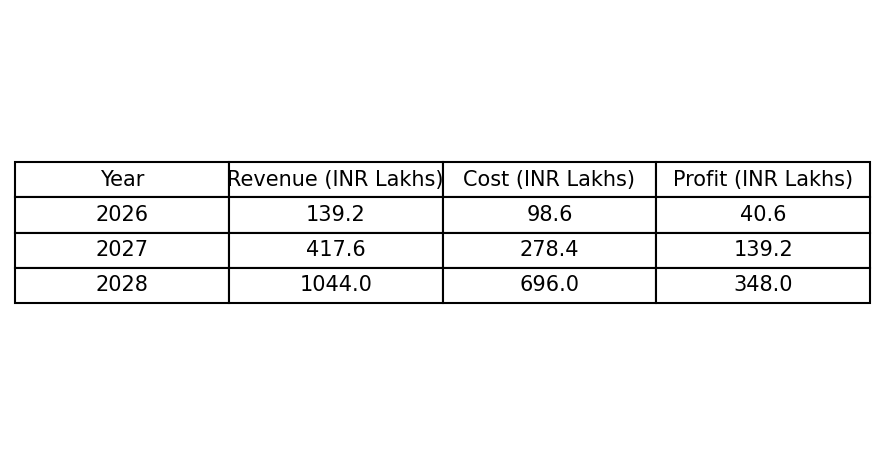 Year Revenue (INR Lakhs) Cost (INR Lakhs) Profit (INR Lakhs)
2026 139.2 98.6 40.6
2027 417.6 278.4 139.2
2028 1044.0 696.0 348.0